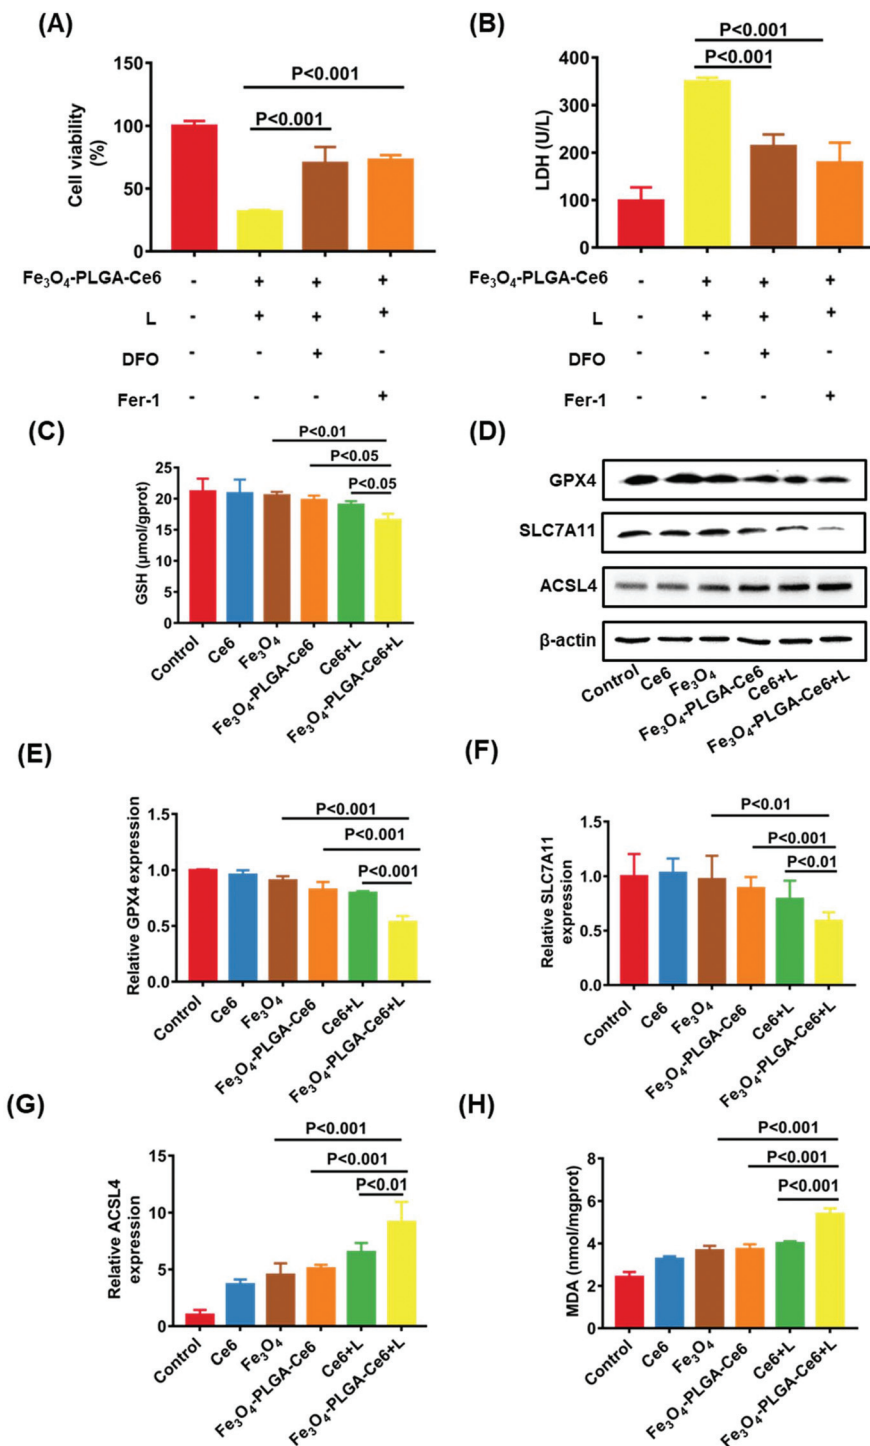 (A)
P<0.001
P<0.001
Cell viability
(%)
150
100
50
0
Fe₃O₄-PLGA-Ce6 - + + +
L - + + +
DFO - - + -
Fer-1 - - - +
(B)
P<0.001
P<0.001
LDH (U/L)
400
300
200
100
0
Fe₃O₄-PLGA-Ce6 - + + +
L - + + +
DFO - - + -
Fer-1 - - - +
(C)
P<0.01
P<0.05
P<0.05
GSH (μmol/gprot)
25
20
15
10
5
0
Control
Ce6
Fe₃O₄
Fe₃O₄-PLGA-Ce6
Ce6+L
Fe₃O₄-PLGA-Ce6+L
(D)
GPX4
SLC7A11
ACSL4
β-actin
Control
Ce6
Fe₃O₄
Fe₃O₄-PLGA-Ce6
Ce6+L
Fe₃O₄-PLGA-Ce6+L
(E)
P<0.001
P<0.001
P<0.001
Relative GPX4 expression
1.5
1.0
0.5
0.0
Control
Ce6
Fe₃O₄
Fe₃O₄-PLGA-Ce6
Ce6+L
Fe₃O₄-PLGA-Ce6+L
(F)
P<0.01
P<0.001
P<0.01
Relative SLC7A11
expression
1.5
1.0
0.5
0.0
Control
Ce6
Fe₃O₄
Fe₃O₄-PLGA-Ce6
Ce6+L
Fe₃O₄-PLGA-Ce6+L
(G)
P<0.001
P<0.001
P<0.01
Relative ACSL4
expression
15
10
5
0
Control
Ce6
Fe₃O₄
Fe₃O₄-PLGA-Ce6
Ce6+L
Fe₃O₄-PLGA-Ce6+L
(H)
P<0.001
P<0.001
P<0.001
MDA (nmol/mgprot)
8
6
4
2
0
Control
Ce6
Fe₃O₄
Fe₃O₄-PLGA-Ce6
Ce6+L
Fe₃O₄-PLGA-Ce6+L